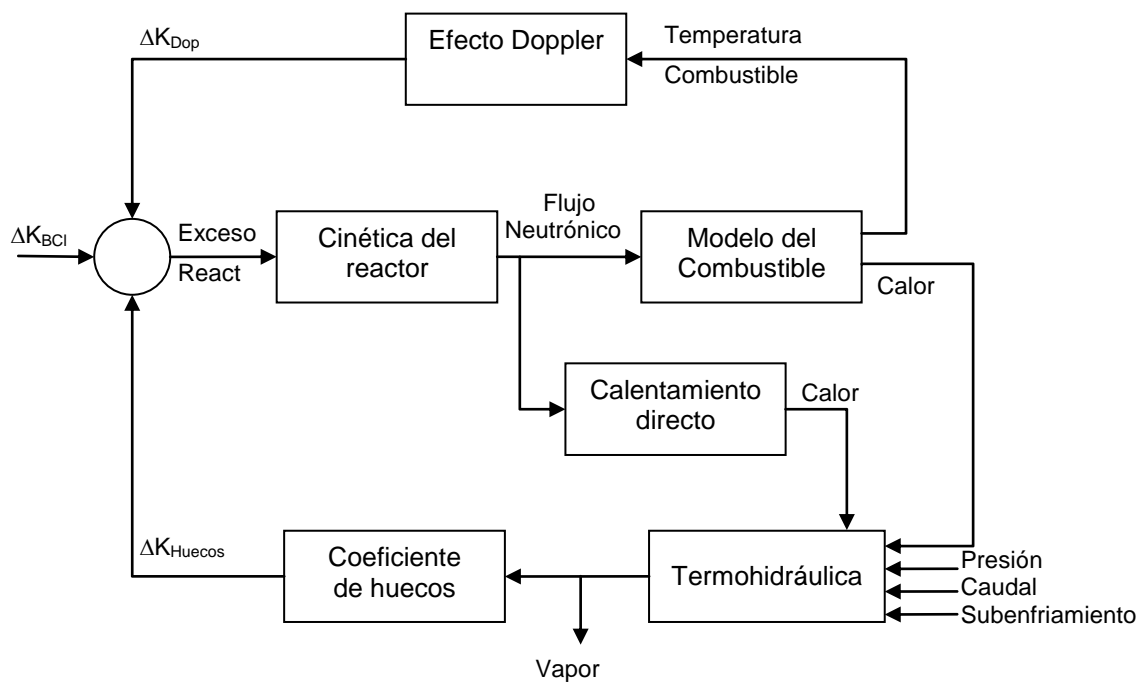 ΔKDop
Efecto Doppler
Temperatura
Combustible
ΔKBCI
Exceso
React
Cinética del
reactor
Flujo
Neutrónico
Modelo del
Combustible
Calor
Calentamiento
directo
Calor
ΔKHuecos
Coeficiente
de huecos
Termohidráulica
Presión
Caudal
Subenfriamiento
Vapor